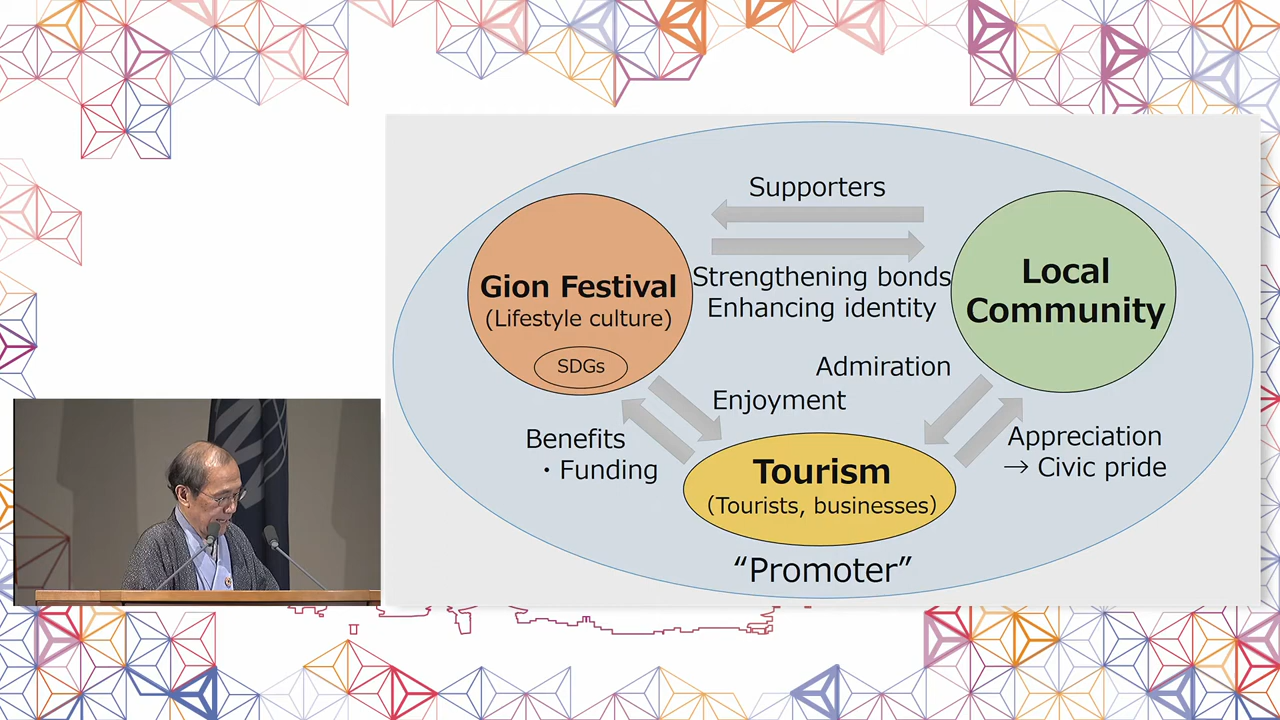 Supporters
Gion Festival
(Lifestyle culture)
SDGs
Strengthening bonds
Enhancing identity
Local
Community
Admiration
Enjoyment
Benefits
・Funding
Appreciation
→ Civic pride
Tourism
(Tourists, businesses)
“Promoter”